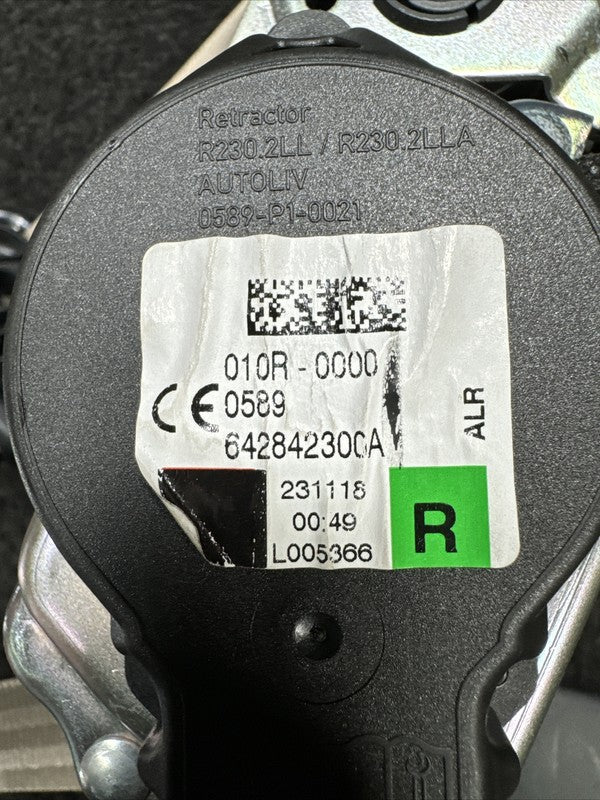 Retractor
R230.2LL / R230.2LLA
AUTOLIV
0589-P1-0021
010R - 0000
CE 0589
642842300A
ALR
231118
00:49
L005366
R